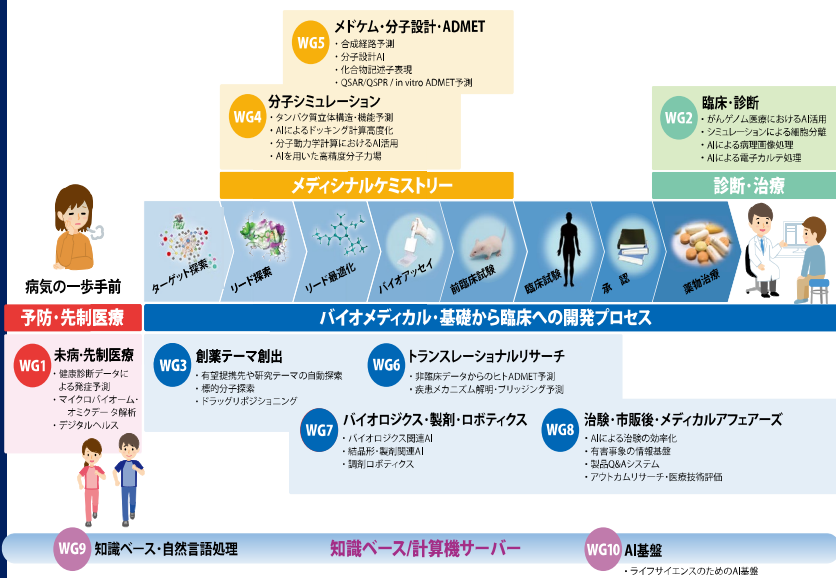 WG5
メドケム・分子設計・ADMET
・合成経路予測
・分子設計AI
・化合物記述子表現
・QSAR/QSPR / in vitro ADMET予測
WG4
分子シミュレーション
・タンパク質立体構造・機能予測
・AIによるドッキング計算高度化
・分子動力学計算におけるAI活用
・AIを用いた高精度分子力場
WG2
臨床・診断
・がんゲノム医療におけるAI活用
・シミュレーションによる細胞分離
・AIによる病理画像処理
・AIによる電子カルテ処理
メディシナルケミストリー
診断・治療
病気の一歩手前
ターゲット探索
リード探索
リード最適化
バイオアッセイ
前臨床試験
臨床試験
承認
薬物治療
予防・先制医療
バイオメディカル・基礎から臨床への開発プロセス
WG1
未病・先制医療
・健康診断データに
よる発症予測
・マイクロバイオーム・
オミクデータ解析
・デジタルヘルス
WG3
創薬テーマ創出
・有望提携先や研究テーマの自動探索
・標的分子探索
・ドラッグリポジショニング
WG6
トランスレーショナルリサーチ
・非臨床データからのヒトADMET予測
・疾患メカニズム解明・ブリッジング予測
WG7
バイオロジクス・製剤・ロボティクス
・バイオロジクス関連AI
・結晶形・製剤関連AI
・調剤ロボティクス
WG8
治験・市販後・メディカルアフェアーズ
・AIによる治験の効率化
・有害事象の情報基盤
・製品Q&Aシステム
・アウトカムリサーチ・医療技術評価
WG9
知識ベース・自然言語処理
知識ベース/計算機サーバー
WG10
AI基盤
・ライフサイエンスのためのAI基盤